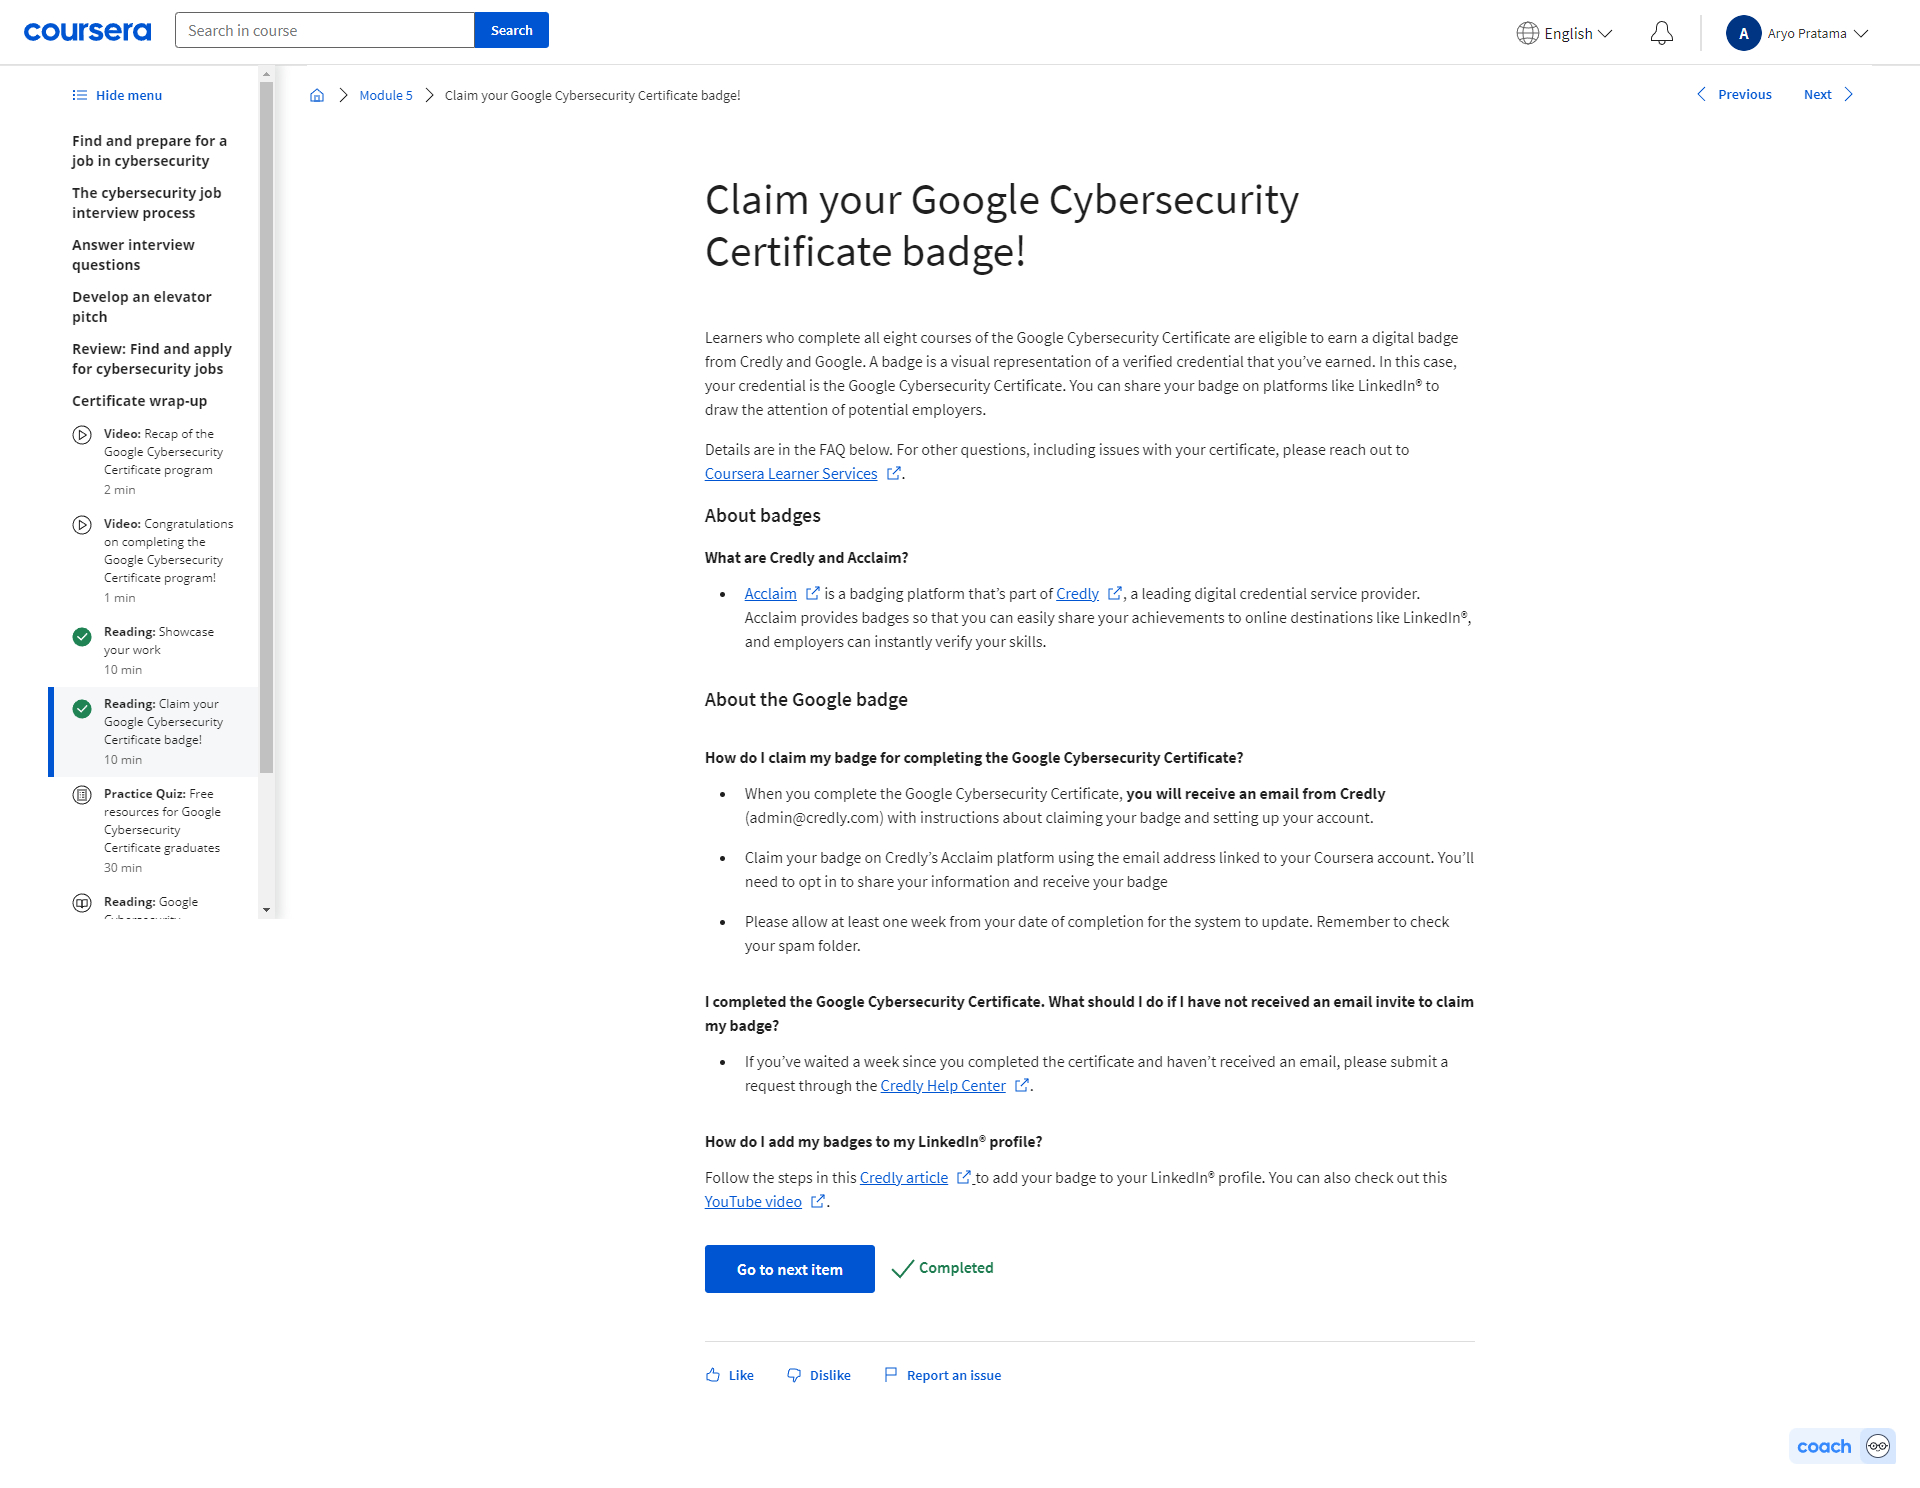 coursera
Search in course
Search
English
A
Aryo Pratama
Hide menu
Find and prepare for a
job in cybersecurity
The cybersecurity job
interview process
Answer interview
questions
Develop an elevator
pitch
Review: Find and apply
for cybersecurity jobs
Certificate wrap-up
Video: Recap of the
Google Cybersecurity
Certificate program
2 min
Video: Congratulations
on completing the
Google Cybersecurity
Certificate program!
1 min
Reading: Showcase
your work
10 min
Reading: Claim your
Google Cybersecurity
Certificate badge!
10 min
Practice Quiz: Free
resources for Google
Cybersecurity
Certificate graduates
30 min
Reading: Google
Cybersecurity
Module 5
Claim your Google Cybersecurity Certificate badge!
Previous
Next
Claim your Google Cybersecurity
Certificate badge!
Learners who complete all eight courses of the Google Cybersecurity Certificate are eligible to earn a digital badge
from Credly and Google. A badge is a visual representation of a verified credential that you’ve earned. In this case,
your credential is the Google Cybersecurity Certificate. You can share your badge on platforms like LinkedIn® to
draw the attention of potential employers.
Details are in the FAQ below. For other questions, including issues with your certificate, please reach out to
Coursera Learner Services.
About badges
What are Credly and Acclaim?
• Acclaim is a badging platform that’s part of Credly, a leading digital credential service provider.
Acclaim provides badges so that you can easily share your achievements to online destinations like LinkedIn®,
and employers can instantly verify your skills.
About the Google badge
How do I claim my badge for completing the Google Cybersecurity Certificate?
• When you complete the Google Cybersecurity Certificate, you will receive an email from Credly
(admin@credly.com) with instructions about claiming your badge and setting up your account.
• Claim your badge on Credly’s Acclaim platform using the email address linked to your Coursera account. You’ll
need to opt in to share your information and receive your badge
• Please allow at least one week from your date of completion for the system to update. Remember to check
your spam folder.
I completed the Google Cybersecurity Certificate. What should I do if I have not received an email invite to claim
my badge?
• If you’ve waited a week since you completed the certificate and haven’t received an email, please submit a
request through the Credly Help Center.
How do I add my badges to my LinkedIn® profile?
Follow the steps in this Credly article to add your badge to your LinkedIn® profile. You can also check out this
YouTube video.
Go to next item
Completed
Like
Dislike
Report an issue
coach